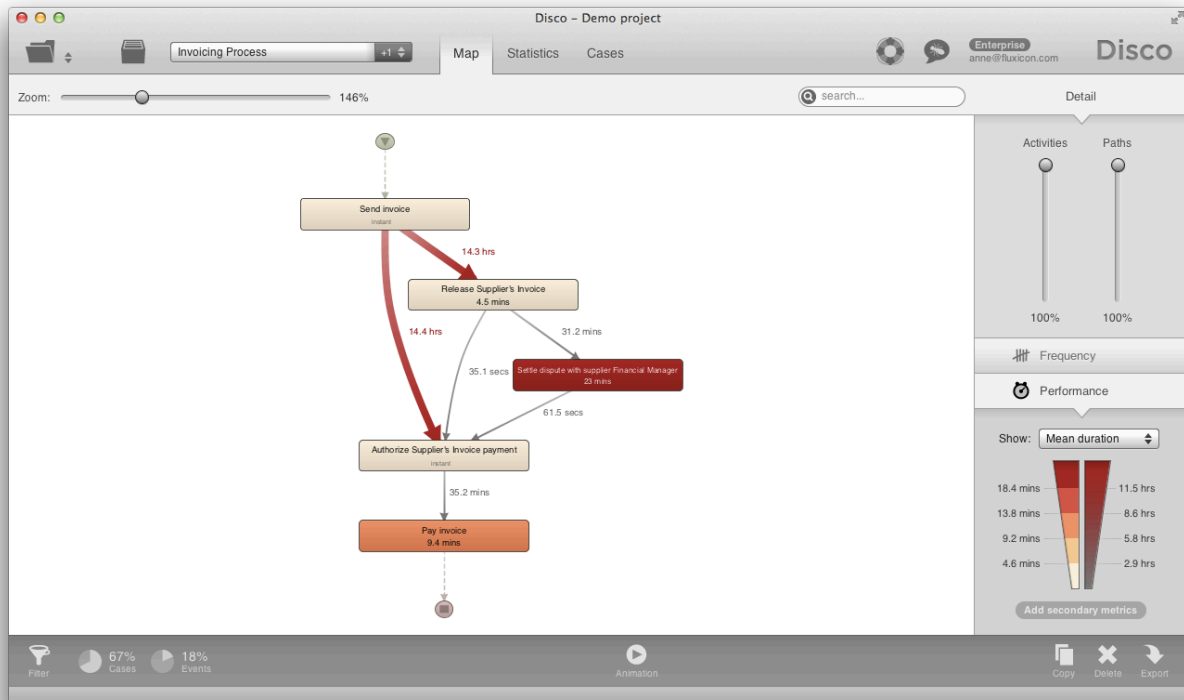 Disco – Demo project
Invoicing Process
+1
Map
Statistics
Cases
Enterprise
anne@fluxicon.com
Disco
Zoom:
146%
search...
Detail
Activities
Paths
100%
100%
Frequency
Performance
Show:
Mean duration
18.4 mins
11.5 hrs
13.8 mins
8.6 hrs
9.2 mins
5.8 hrs
4.6 mins
2.9 hrs
Add secondary metrics
Send invoice
instant
14.3 hrs
Release Supplier's Invoice
4.5 mins
14.4 hrs
31.2 mins
35.1 secs
Settle dispute with supplier Financial Manager
23 mins
61.5 secs
Authorize Supplier's Invoice payment
instant
35.2 mins
Pay invoice
9.4 mins
Filter
67%
Cases
18%
Events
Animation
Copy
Delete
Export